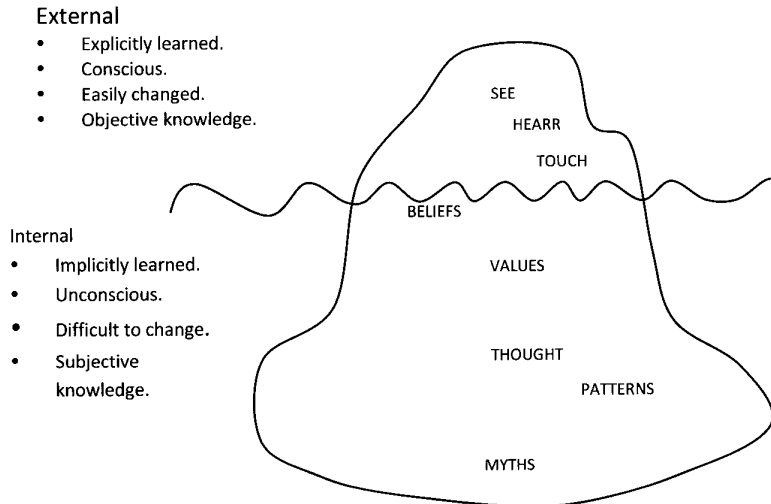 External
• Explicitly learned.
• Conscious.
• Easily changed.
• Objective knowledge.
SEE
HEARR
TOUCH
BELIEFS
Internal
• Implicitly learned.
• Unconscious.
• Difficult to change.
• Subjective
knowledge.
VALUES
THOUGHT
PATTERNS
MYTHS